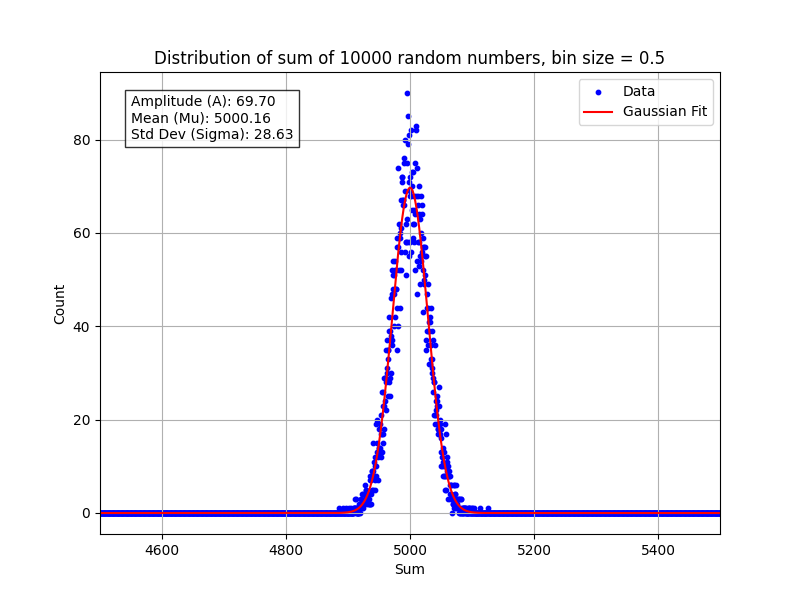 Distribution of sum of 10000 random numbers, bin size = 0.5
Amplitude (A): 69.70
Mean (Mu): 5000.16
Std Dev (Sigma): 28.63
Data
Gaussian Fit
80
60
40
20
0
Count
4600
4800
5000
5200
5400
Sum